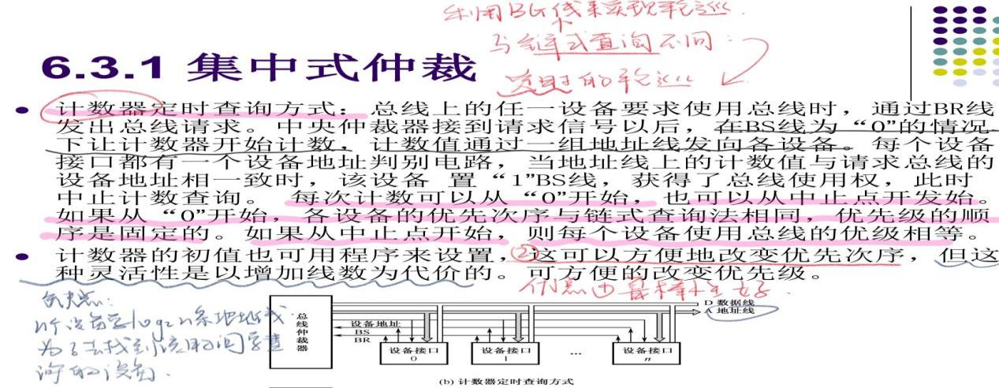 利用BG线来实现轮巡.
与链式查询不同:
的轮巡
6.3.1 集中式仲裁
计数器定时查询方式：总线上的任一设备要求使用总线时，通过BR线
发出总线请求。中央仲裁器接到请求信号以后，在BS线为“0”的情况
下让计数器开始计数，计数值通过一组地址线发向各设备。每个设备
接口都有一个设备地址判别电路，当地址线上的计数值与请求总线的
设备地址相一致时，该设备 置“1”BS线，获得了总线使用权，此时
中止计数查询。 每次计数可以从“0”开始，也可以从中止点开发始。
如果从“0”开始，各设备的优先次序与链式查询法相同，优先级的顺
序是固定的。如果从中止点开始，则每个设备使用总线的优级相等。
计数器的初值也可用程序来设置，②这可以方便地改变优先次序，但这
种灵活性是以增加线数为代价的。可方便的改变优先级。
优点①
缺点:
n个设备 log₂n条地址线
为了去找到
的设备.
总线仲裁器
设备地址
BS
BR
D 数据线
A 地址线
设备接口 0
设备接口 1
…
设备接口 n
(b) 计数器定时查询方式